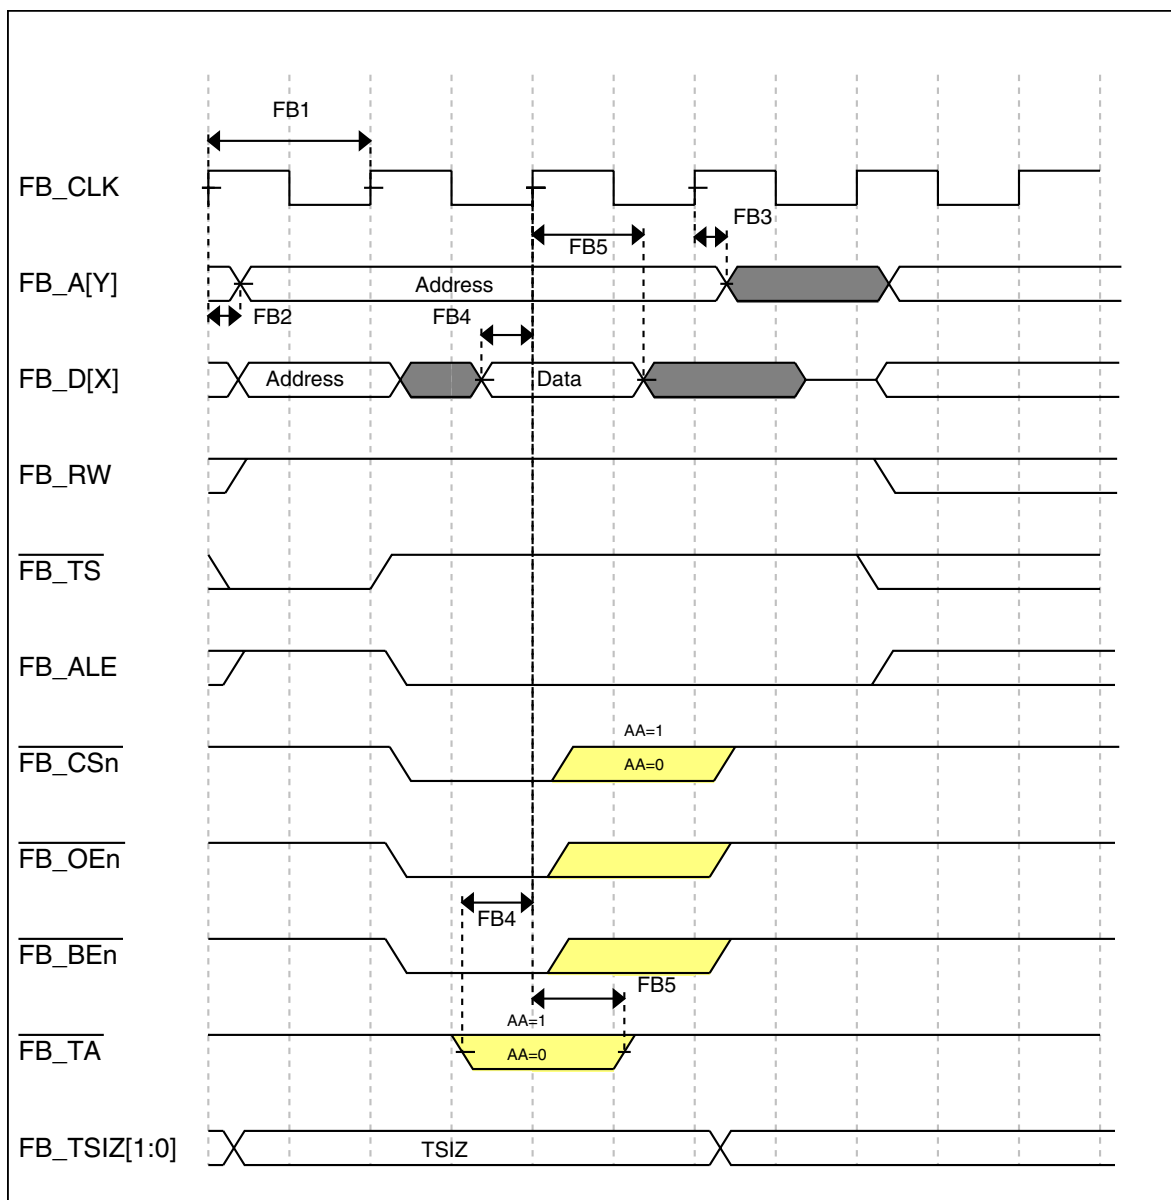 FB1
FB_CLK
FB3
FB5
FB_A[Y]
Address
FB2
FB4
FB_D[X]
Address
Data
FB_RW
FB_TS
FB_ALE
AA=1
FB_CSn
AA=0
FB_OEn
FB4
FB_BEn
FB5
AA=1
FB_TA
AA=0
FB_TSIZ[1:0]
TSIZ